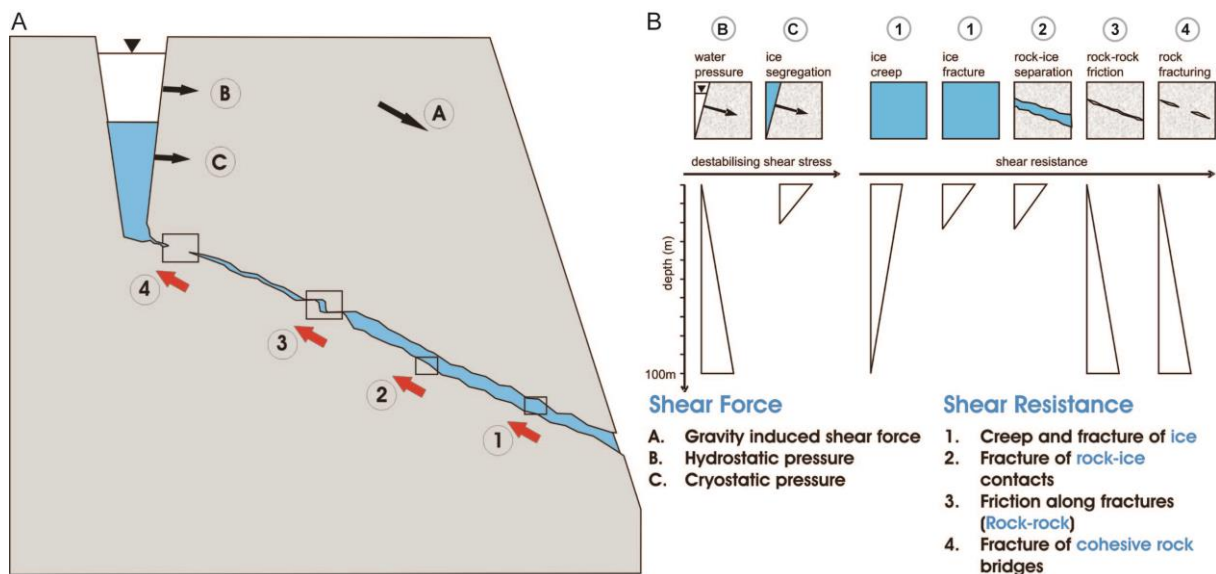 A
B
C
A
4
3
2
1
B
B
C
1
1
2
3
4
water
pressure
ice
segregation
ice
creep
ice
fracture
rock-ice
separation
rock-rock
friction
rock
fracturing
destabilising shear stress
shear resistance
depth (m)
100m
Shear Force
A. Gravity induced shear force
B. Hydrostatic pressure
C. Cryostatic pressure
Shear Resistance
1. Creep and fracture of ice
2. Fracture of rock-ice
contacts
3. Friction along fractures
(Rock-rock)
4. Fracture of cohesive rock
bridges